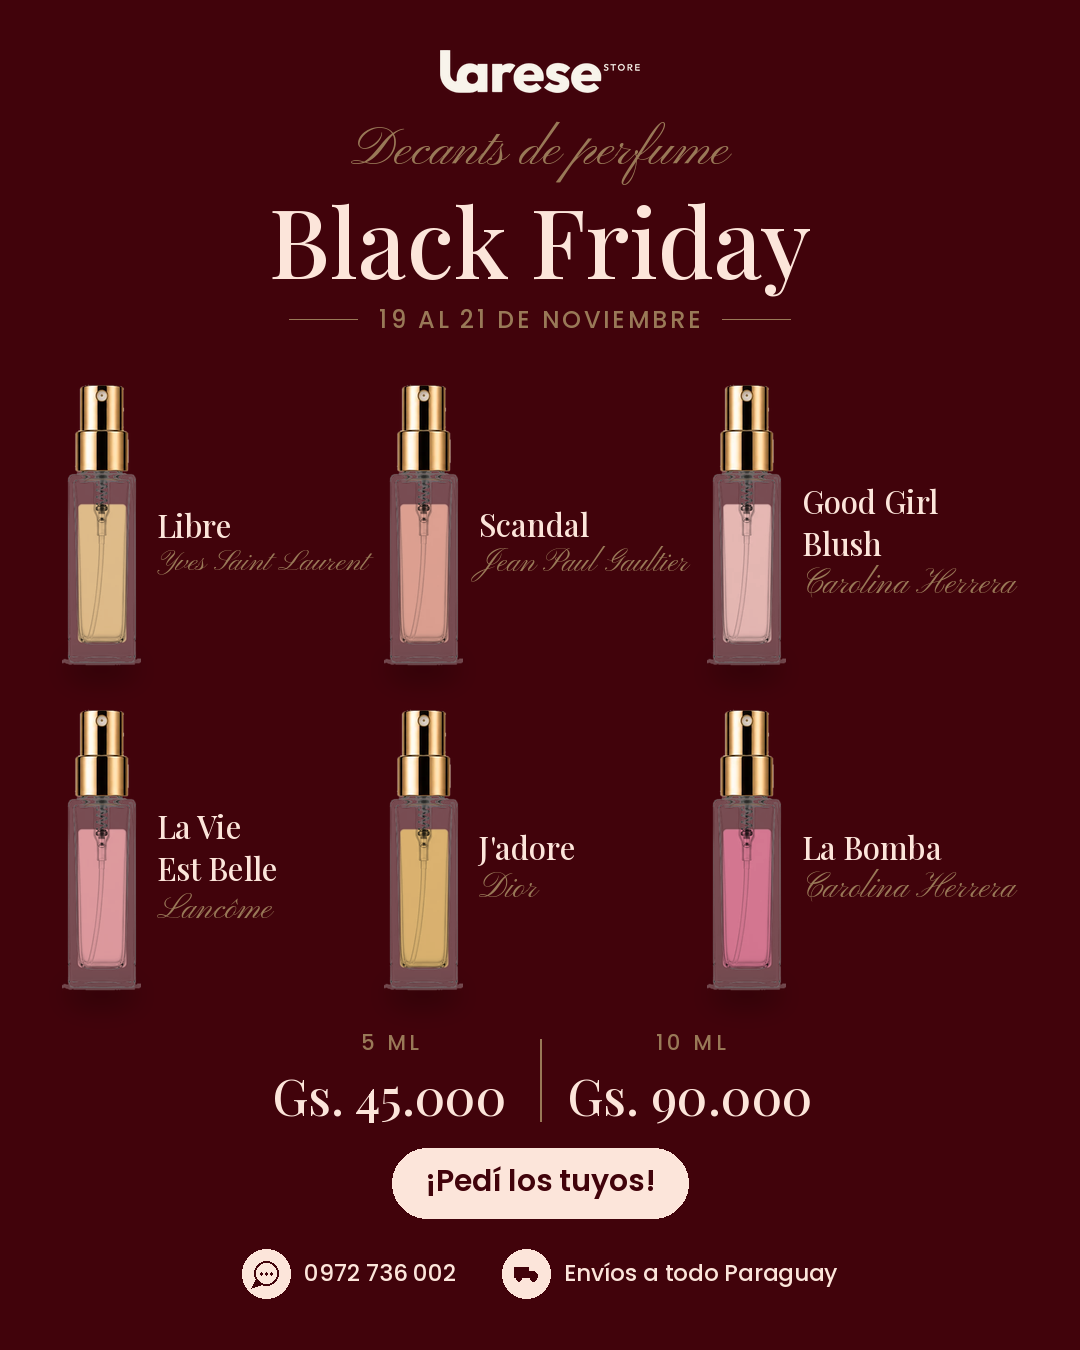 Larese STORE
Decants de perfume
Black Friday
19 AL 21 DE NOVIEMBRE
Libre
Yves Saint Laurent
Scandal
Jean Paul Gaultier
Good Girl
Blush
Carolina Herrera
La Vie
Est Belle
Lancôme
J'adore
Dior
La Bomba
Carolina Herrera
5 ML
Gs. 45.000
10 ML
Gs. 90.000
¡Pedí los tuyos!
0972 736 002
Envíos a todo Paraguay